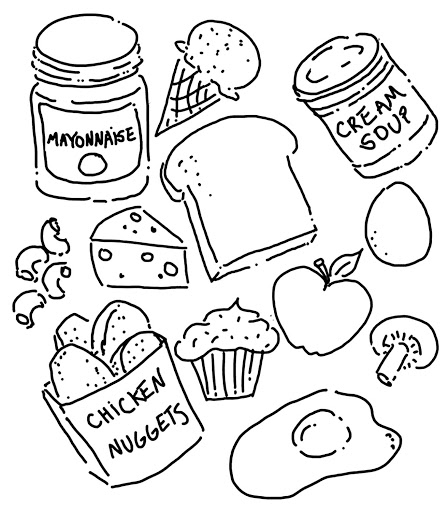 MAYONNAISE
CREAM
SOUP
CHICKEN
NUGGETS